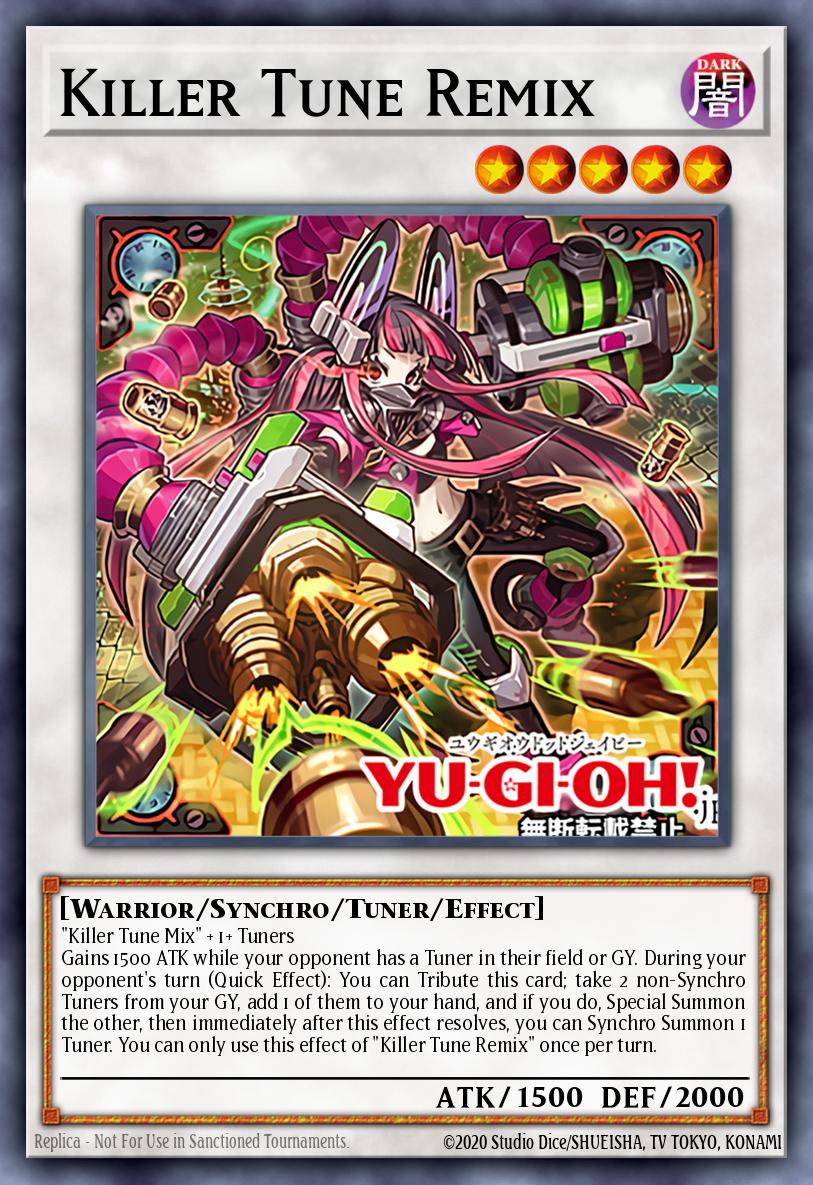 Killer Tune Remix
DARK
闇
ユウギオウドットジェイピー
YU-GI-OH!
無断転載禁止
[Warrior/Synchro/Tuner/Effect]
"Killer Tune Mix" + 1+ Tuners
Gains 1500 ATK while your opponent has a Tuner in their field or GY. During your
opponent's turn (Quick Effect): You can Tribute this card; take 2 non-Synchro
Tuners from your GY, add 1 of them to your hand, and if you do, Special Summon
the other, then immediately after this effect resolves, you can Synchro Summon 1
Tuner. You can only use this effect of "Killer Tune Remix" once per turn.
ATK/1500 DEF/2000
Replica - Not For Use in Sanctioned Tournaments.
©2020 Studio Dice/SHUEISHA, TV TOKYO, KONAMI